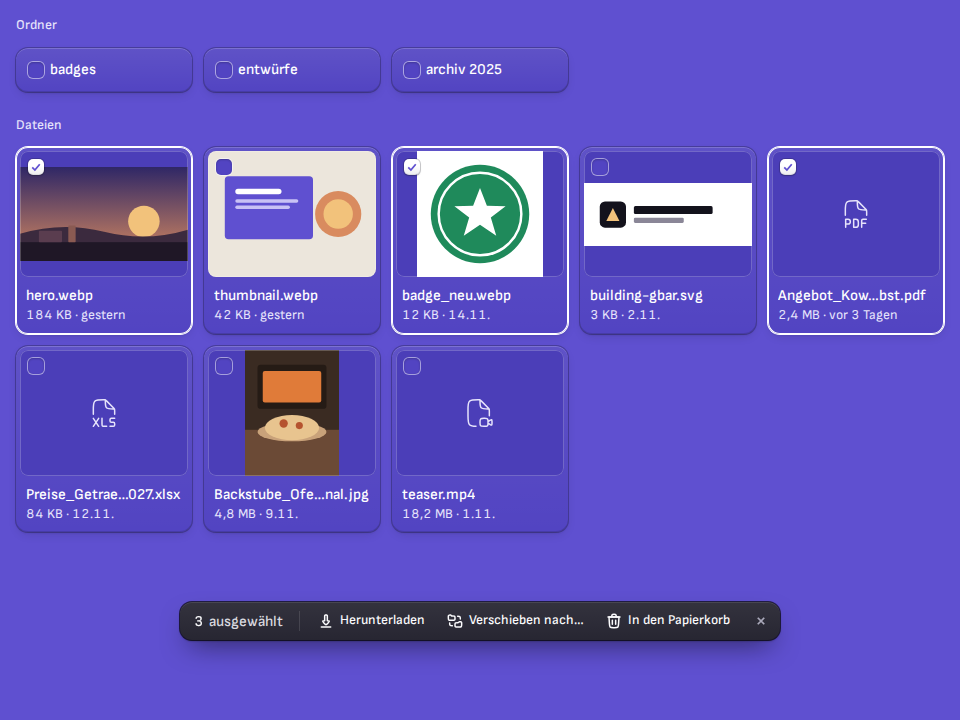 Ordner
badges
entwürfe
archiv 2025
Dateien
hero.webp
184 KB · gestern
thumbnail.webp
42 KB · gestern
badge_neu.webp
12 KB · 14.11.
building-gbar.svg
3 KB · 2.11.
PDF
Angebot_Kow…bst.pdf
2,4 MB · vor 3 Tagen
XLS
Preise_Getrae…027.xlsx
84 KB · 12.11.
Backstube_Ofe…nal.jpg
4,8 MB · 9.11.
teaser.mp4
18,2 MB · 1.11.
3 ausgewählt
Herunterladen
Verschieben nach…
In den Papierkorb